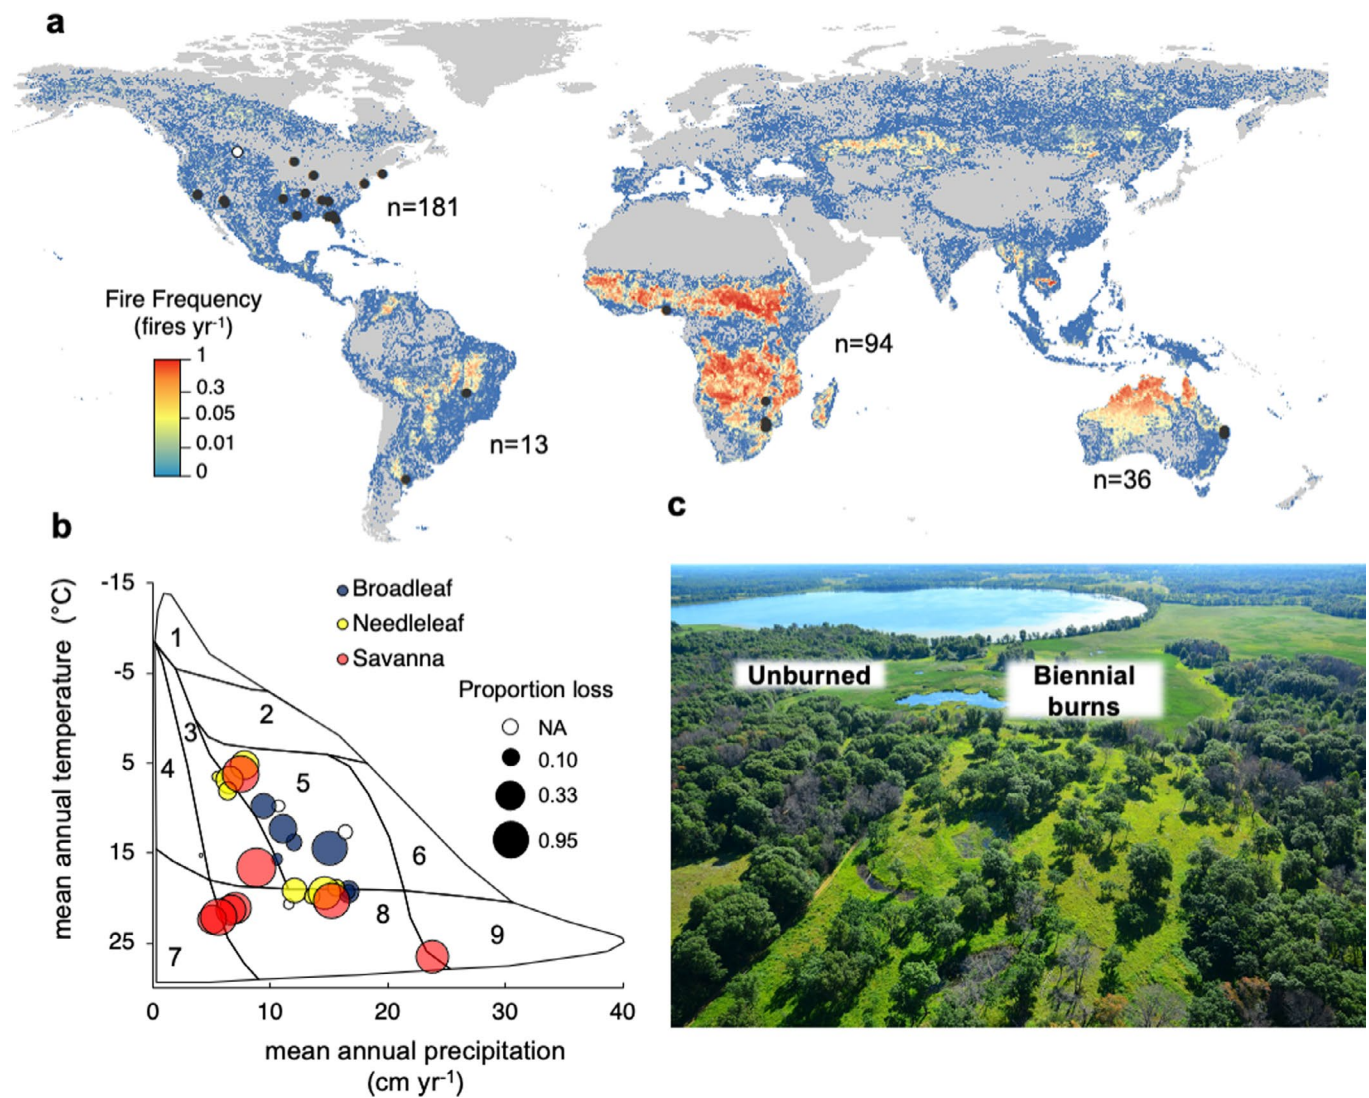 a
n=181
Fire Frequency
(fires yr⁻¹)
1
0.3
0.05
0.01
0
n=94
n=13
n=36
b
mean annual temperature (°C)
-15
-5
5
15
25
0
10
20
30
40
mean annual precipitation
(cm yr⁻¹)
Broadleaf
Needleleaf
Savanna
Proportion loss
NA
0.10
0.33
0.95
1
2
3
4
5
6
7
8
9
c
Unburned
Biennial
burns